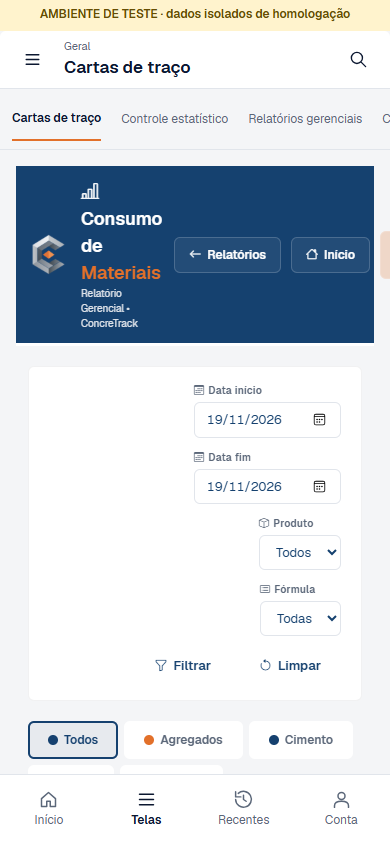 AMBIENTE DE TESTE · dados isolados de homologação
Geral
Cartas de traço
Cartas de traço
Controle estatístico
Relatórios gerenciais
C
Consumo
de
Materiais
Relatório
Gerencial •
ConcreTrack
Relatórios
Início
Data início
19/11/2026
Data fim
19/11/2026
Produto
Todos
Fórmula
Todas
Filtrar
Limpar
Todos
Agregados
Cimento
Início
Telas
Recentes
Conta